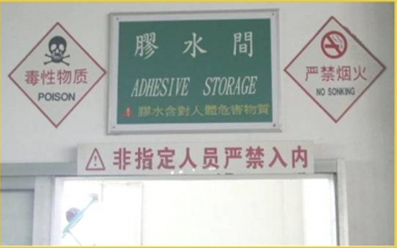 毒性物质
POISON
膠水間
ADHESIVE STORAGE
膠水含對人體危害物質
严禁烟火
NO SONKING
非指定人员严禁入内